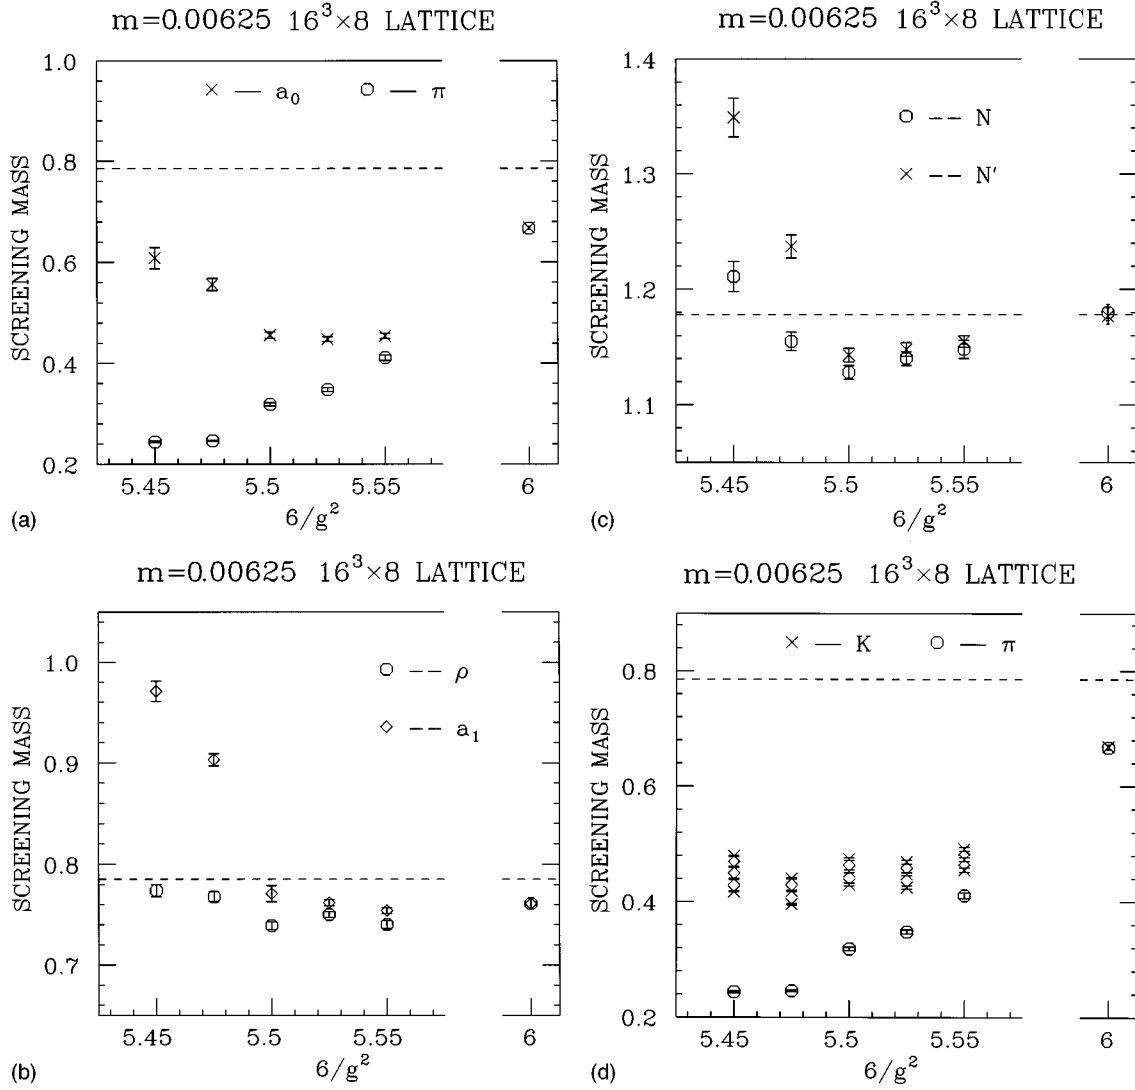 m=0.00625 16³×8 LATTICE
1.0
× — a₀ ○ — π
0.8
0.6
0.4
0.2
SCREENING MASS
5.45 5.5 5.55 6
6/g²
(a)
m=0.00625 16³×8 LATTICE
1.4
○ -- N
1.3
× -- N′
1.2
1.1
SCREENING MASS
5.45 5.5 5.55 6
6/g²
(c)
m=0.00625 16³×8 LATTICE
1.0
○ -- ρ
◇ -- a₁
0.9
0.8
0.7
SCREENING MASS
5.45 5.5 5.55 6
6/g²
(b)
m=0.00625 16³×8 LATTICE
× — K ○ — π
0.8
0.6
0.4
0.2
SCREENING MASS
5.45 5.5 5.55 6
6/g²
(d)